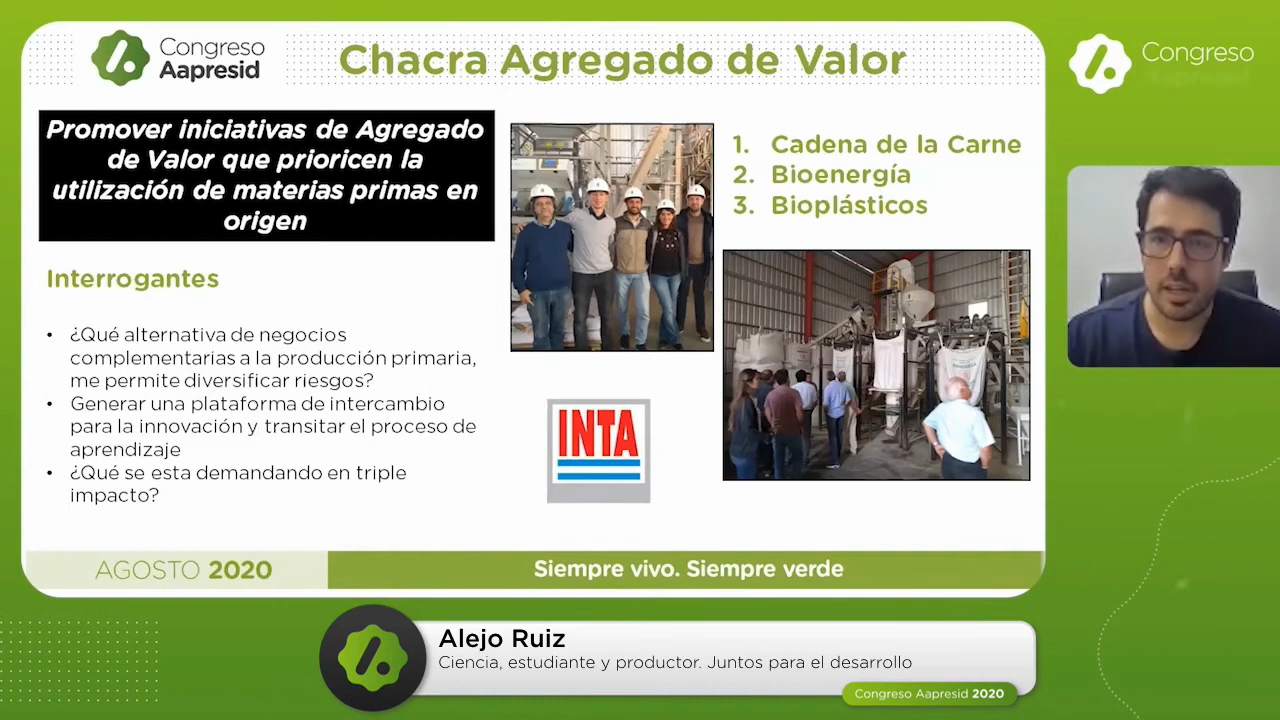 Congreso
Aapresid
Chacra Agregado de Valor
Congreso
Promover iniciativas de Agregado
de Valor que prioricen la
utilización de materias primas en
origen
1. Cadena de la Carne
2. Bioenergía
3. Bioplásticos
Interrogantes
• ¿Qué alternativa de negocios
complementarias a la producción primaria,
me permite diversificar riesgos?
• Generar una plataforma de intercambio
para la innovación y transitar el proceso de
aprendizaje
• ¿Qué se esta demandando en triple
impacto?
INTA
AGOSTO 2020
Siempre vivo. Siempre verde
Alejo Ruiz
Ciencia, estudiante y productor. Juntos para el desarrollo
Congreso Aapresid 2020